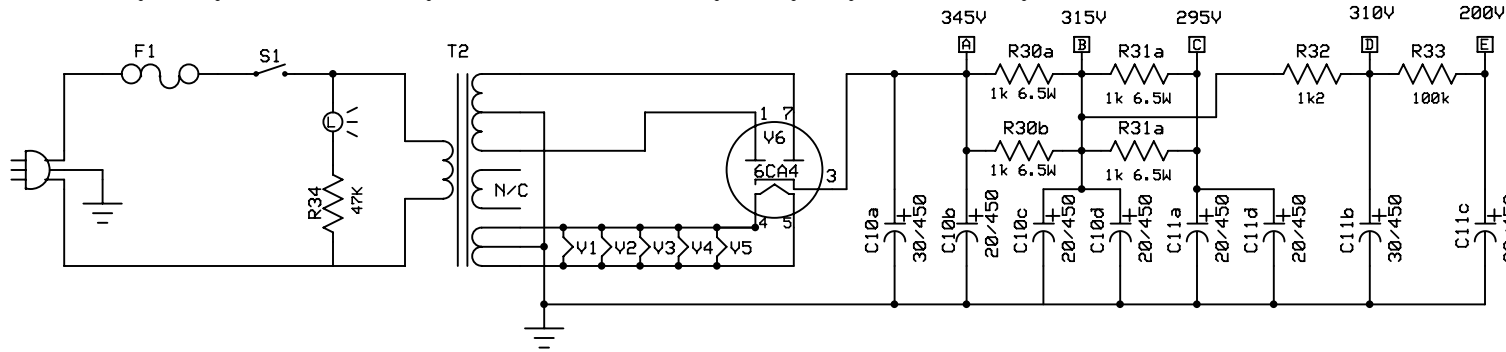 345V 315V 295V 310V 200V
A B C D E
F1 S1 T2 R30a R31a R32 R33
1k 6.5W 1k 6.5W 1k2 100k
L
1 7
V6
R30b R31a
6CA4
3
1k 6.5W 1k 6.5W
N/C
R34 47K
4 5
V1 V2 V3 V4 V5
C10a 30/450
C10b 20/450
C10c 20/450
C10d 20/450
C11a 20/450
C11d 20/450
C11b 30/450
C11c